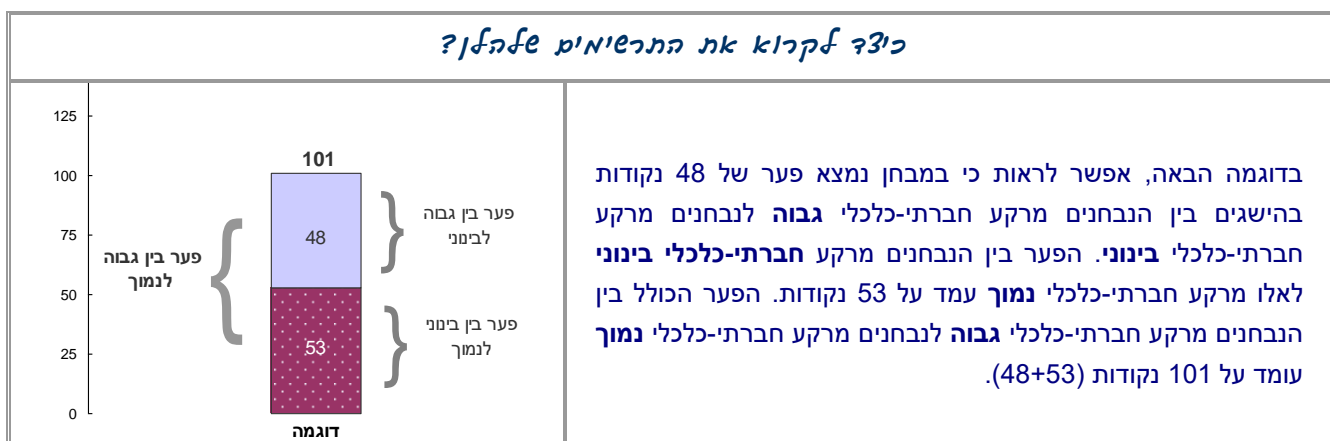 כיצד לקרוא את התרשימים שלהלן?
בדוגמה הבאה, אפשר לראות כי במבחן נמצא פער של 48 נקודות
בהישגים בין הנבחנים מרקע חברתי-כלכלי גבוה לנבחנים מרקע
חברתי-כלכלי בינוני. הפער בין הנבחנים מרקע חברתי-כלכלי בינוני
לאלו מרקע חברתי-כלכלי נמוך עמד על 53 נקודות. הפער הכולל בין
הנבחנים מרקע חברתי-כלכלי גבוה לנבחנים מרקע חברתי-כלכלי נמוך
עומד על 101 נקודות (48+53).
125
100
75
50
25
0
101
48
53
פער בין גבוה
לבינוני
פער בין בינוני
לנמוך
פער בין גבוה
לנמוך
דוגמה